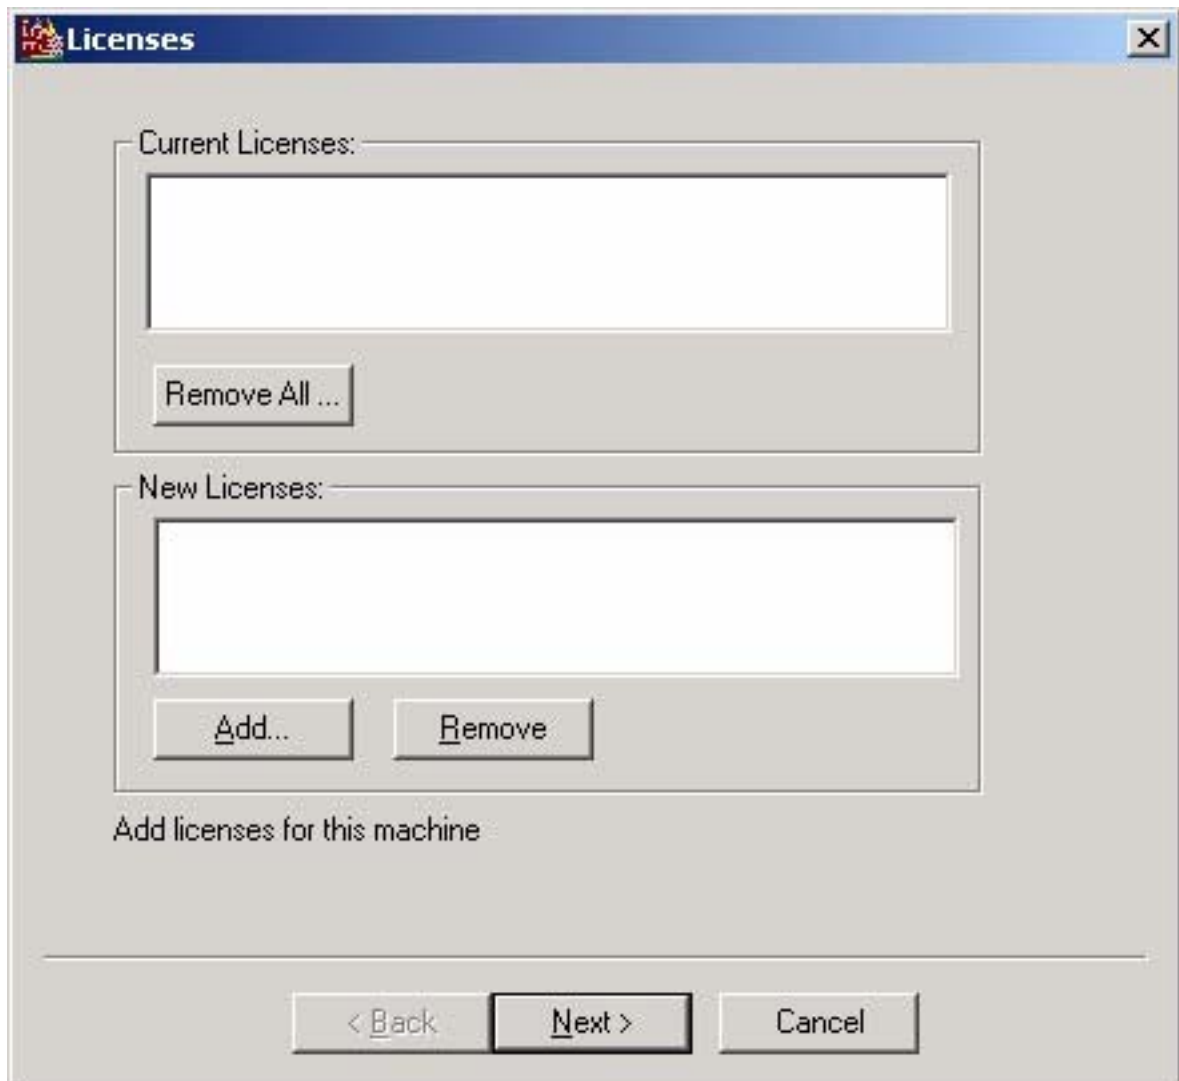 Licenses
Current Licenses:
Remove All ...
New Licenses:
Add...
Remove
Add licenses for this machine
< Back
Next >
Cancel